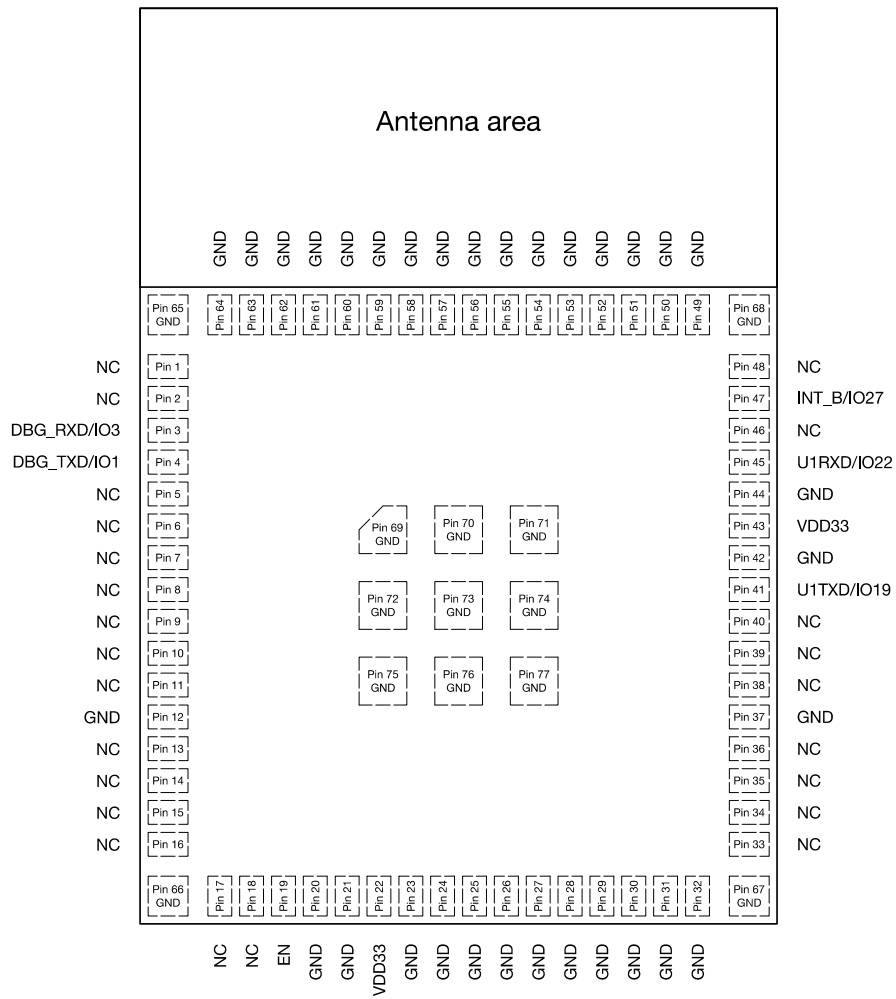 Antenna area
GND GND GND GND GND GND GND GND GND GND GND GND GND GND GND GND
Pin 65 GND
Pin 64 Pin 63 Pin 62 Pin 61 Pin 60 Pin 59 Pin 58 Pin 57 Pin 56 Pin 55 Pin 54 Pin 53 Pin 52 Pin 51 Pin 50 Pin 49
Pin 68 GND
NC Pin 1 Pin 48 NC
NC Pin 2 Pin 47 INT_B/IO27
DBG_RXD/IO3 Pin 3 Pin 46 NC
DBG_TXD/IO1 Pin 4 Pin 45 U1RXD/IO22
NC Pin 5 Pin 44 GND
NC Pin 6 Pin 43 VDD33
NC Pin 7 Pin 42 GND
NC Pin 8 Pin 41 U1TXD/IO19
NC Pin 9 Pin 40 NC
NC Pin 10 Pin 39 NC
NC Pin 11 Pin 38 NC
GND Pin 12 Pin 37 GND
NC Pin 13 Pin 36 NC
NC Pin 14 Pin 35 NC
NC Pin 15 Pin 34 NC
NC Pin 16 Pin 33 NC
Pin 69 Pin 70 Pin 71
GND GND GND
Pin 72 Pin 73 Pin 74
GND GND GND
Pin 75 Pin 76 Pin 77
GND GND GND
Pin 66 GND
Pin 17 Pin 18 Pin 19 Pin 20 Pin 21 Pin 22 Pin 23 Pin 24 Pin 25 Pin 26 Pin 27 Pin 28 Pin 29 Pin 30 Pin 31 Pin 32
Pin 67 GND
NC NC EN GND GND VDD33 GND GND GND GND GND GND GND GND GND GND